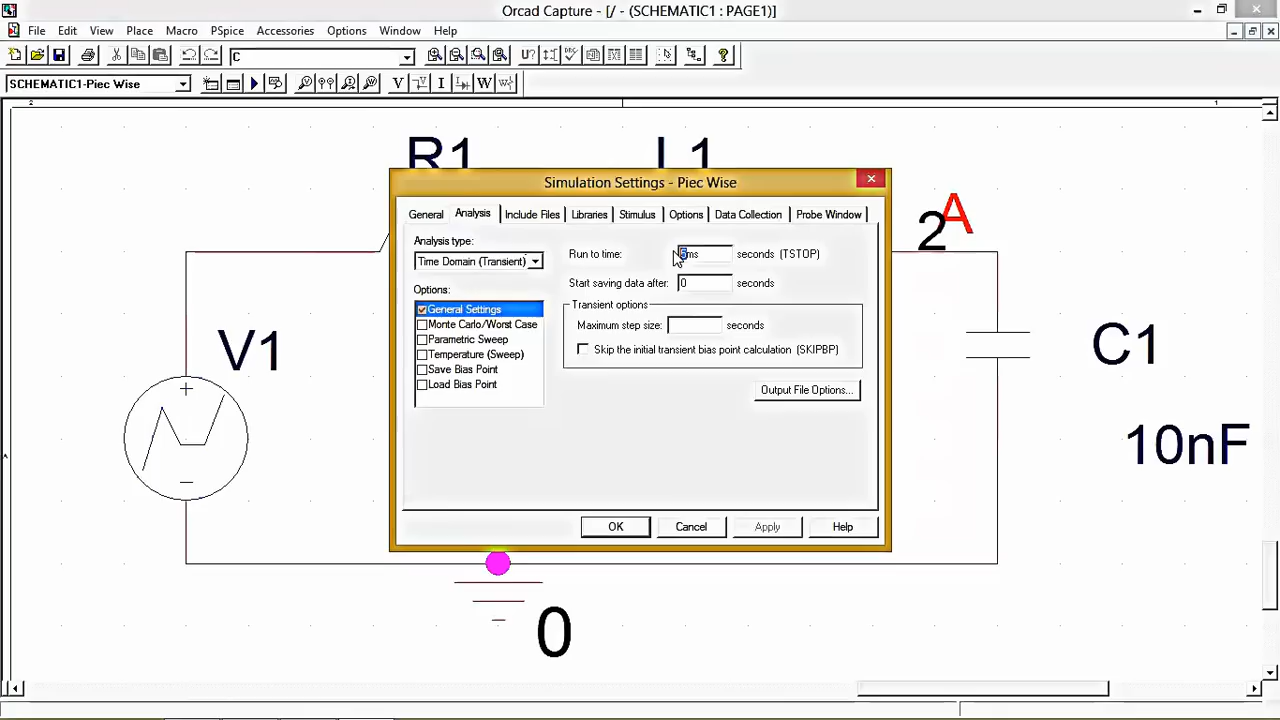 Orcad Capture - [/ - (SCHEMATIC1 : PAGE1)]
File Edit View Place Macro PSpice Accessories Options Window Help
C
U?
SCHEMATIC1-Piec Wise
V I W
2 1
R1 L1
Simulation Settings - Piec Wise
General Analysis Include Files Libraries Stimulus Options Data Collection Probe Window
Analysis type:
Time Domain (Transient)
Run to time: ms seconds (TSTOP)
Start saving data after: 0 seconds
Options:
General Settings
Monte Carlo/Worst Case
Parametric Sweep
Temperature (Sweep)
Save Bias Point
Load Bias Point
Transient options
Maximum step size: seconds
Skip the initial transient bias point calculation (SKIPBP)
Output File Options...
OK Cancel Apply Help
2
A
V1
C1
10nF
0